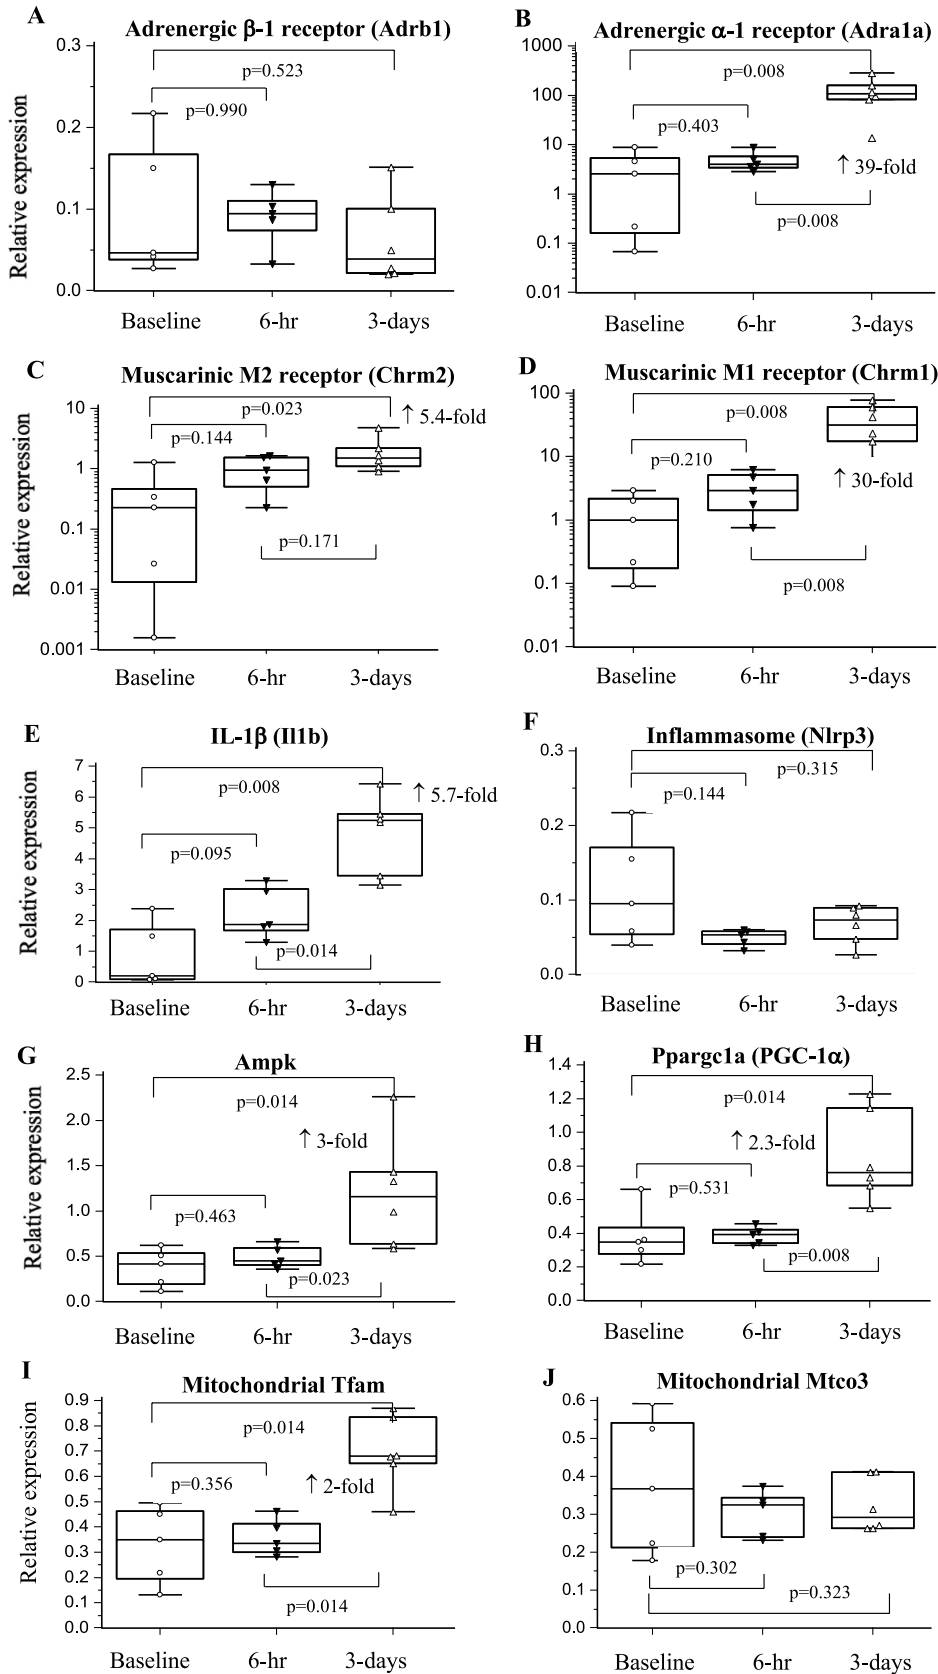 A
Adrenergic β-1 receptor (Adrb1)
0.3
0.2
0.1
0.0
Relative expression
p=0.523
p=0.990
Baseline 6-hr 3-days
B
Adrenergic α-1 receptor (Adra1a)
1000
100
10
1
0.1
0.01
p=0.008
p=0.403
↑ 39-fold
p=0.008
Baseline 6-hr 3-days
C
Muscarinic M2 receptor (Chrm2)
10
1
0.1
0.01
0.001
Relative expression
p=0.023
↑ 5.4-fold
p=0.144
p=0.171
Baseline 6-hr 3-days
D
Muscarinic M1 receptor (Chrm1)
100
10
1
0.1
0.01
p=0.008
p=0.210
↑ 30-fold
p=0.008
Baseline 6-hr 3-days
E
IL-1β (Il1b)
7
6
5
4
3
2
1
0
Relative expression
p=0.008
↑ 5.7-fold
p=0.095
p=0.014
Baseline 6-hr 3-days
F
Inflammasome (Nlrp3)
0.3
0.2
0.1
0.0
p=0.315
p=0.144
Baseline 6-hr 3-days
G
Ampk
2.5
2.0
1.5
1.0
0.5
0.0
Relative expression
p=0.014
↑ 3-fold
p=0.463
p=0.023
Baseline 6-hr 3-days
H
Ppargc1a (PGC-1α)
1.4
1.2
1.0
0.8
0.6
0.4
0.2
0.0
p=0.014
↑ 2.3-fold
p=0.531
p=0.008
Baseline 6-hr 3-days
I
Mitochondrial Tfam
0.9
0.8
0.7
0.6
0.5
0.4
0.3
0.2
0.1
0.0
Relative expression
p=0.014
p=0.356
↑ 2-fold
p=0.014
Baseline 6-hr 3-days
J
Mitochondrial Mtco3
0.6
0.5
0.4
0.3
0.2
0.1
0.0
p=0.302
p=0.323
Baseline 6-hr 3-days